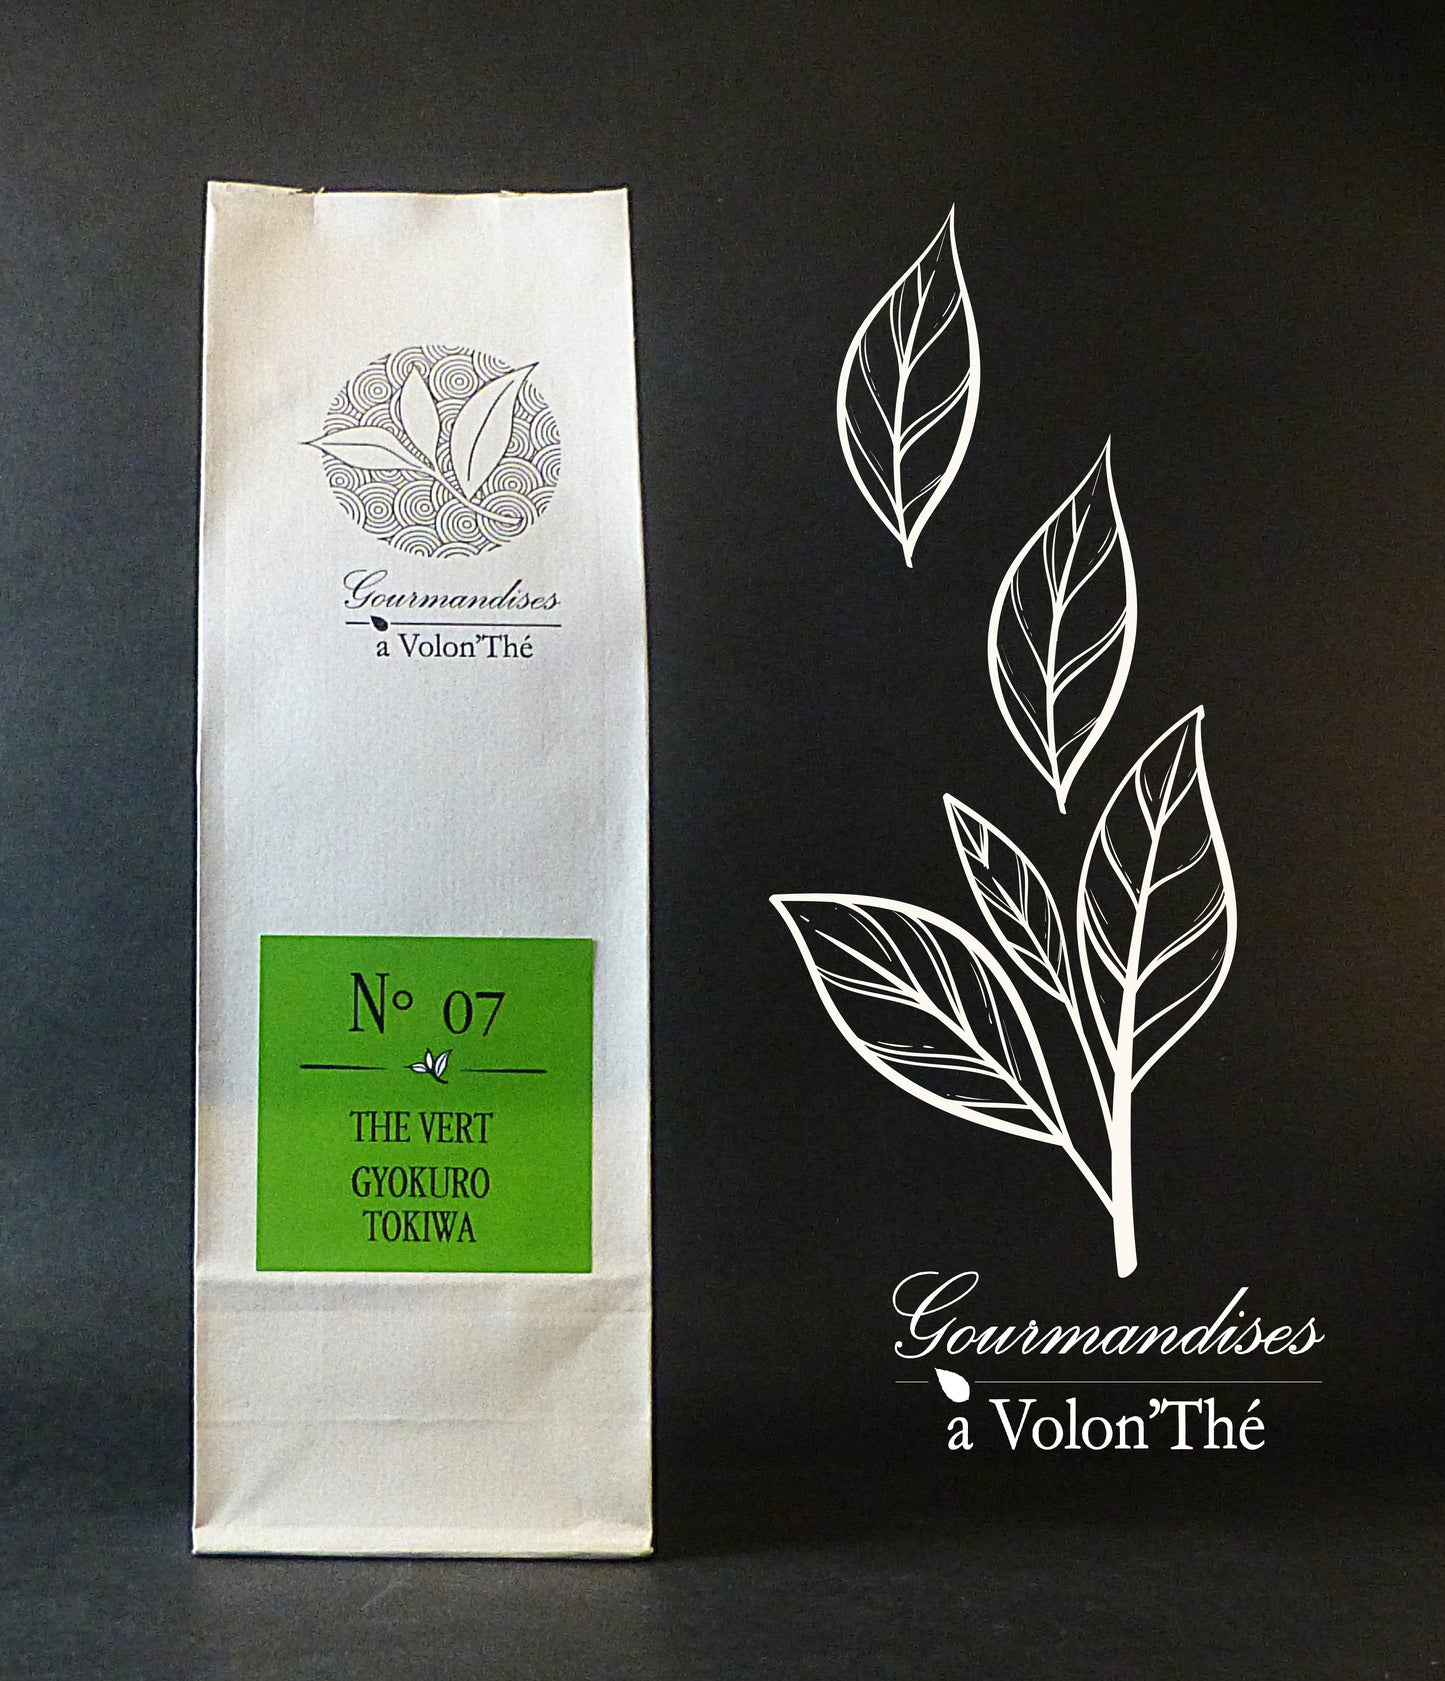 Gourmandises
a Volon’Thé
N° 07
THE VERT
GYOKURO
TOKIWA
Gourmandises
a Volon’Thé